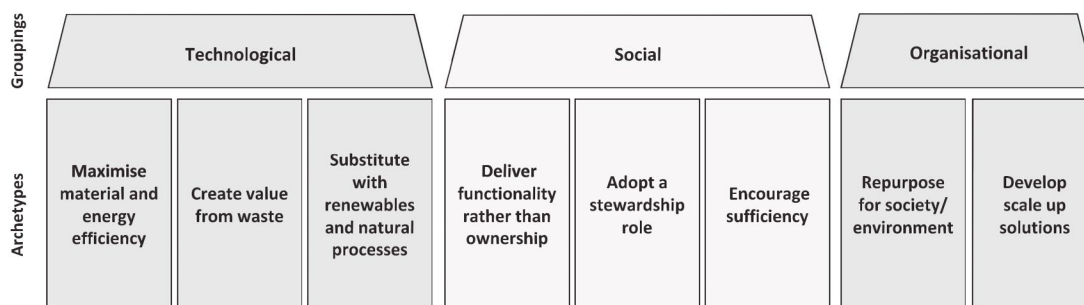 Groupings
Technological
Social
Organisational
Archetypes
Maximise
material and
energy
efficiency
Create value
from waste
Substitute
with
renewables
and natural
processes
Deliver
functionality
rather than
ownership
Adopt a
stewardship
role
Encourage
sufficiency
Repurpose
for society/
environment
Develop
scale up
solutions